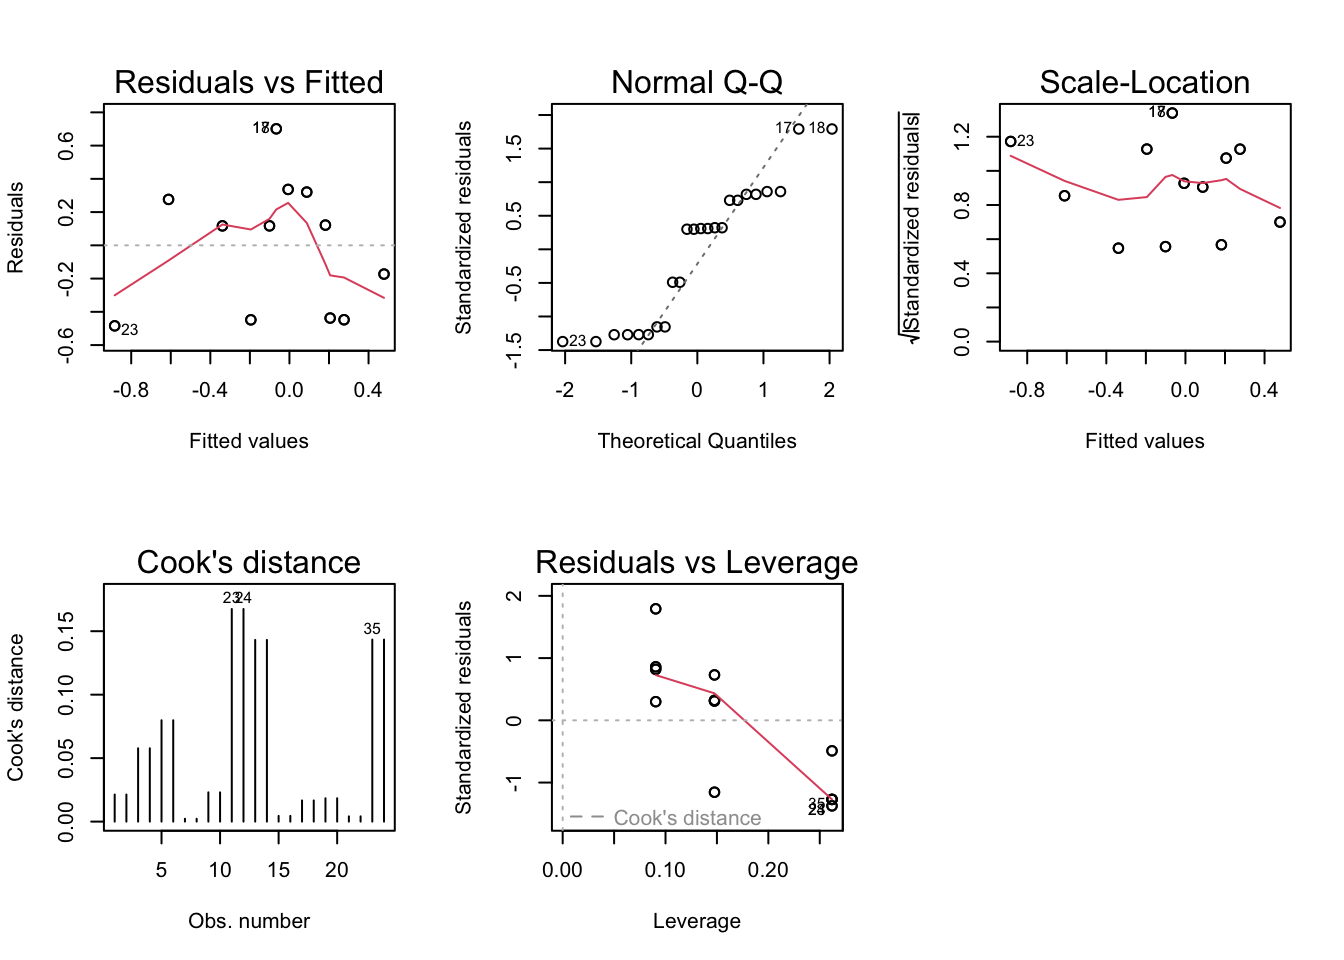 Residuals vs Fitted
Residuals
0.6
0.2
-0.2
-0.6
18
23
-0.8 -0.4 0.0 0.4
Fitted values
Normal Q-Q
Standardized residuals
1.5
0.5
-0.5
-1.5
17 18
23
-2 -1 0 1 2
Theoretical Quantiles
Scale-Location
√|Standardized residuals|
1.2
0.8
0.4
0.0
18
23
-0.8 -0.4 0.0 0.4
Fitted values
Cook's distance
Cook's distance
0.15
0.10
0.05
0.00
23 24
35
5 10 15 20
Obs. number
Residuals vs Leverage
Standardized residuals
2
1
0
-1
35
Cook's distance
0.00 0.10 0.20
Leverage